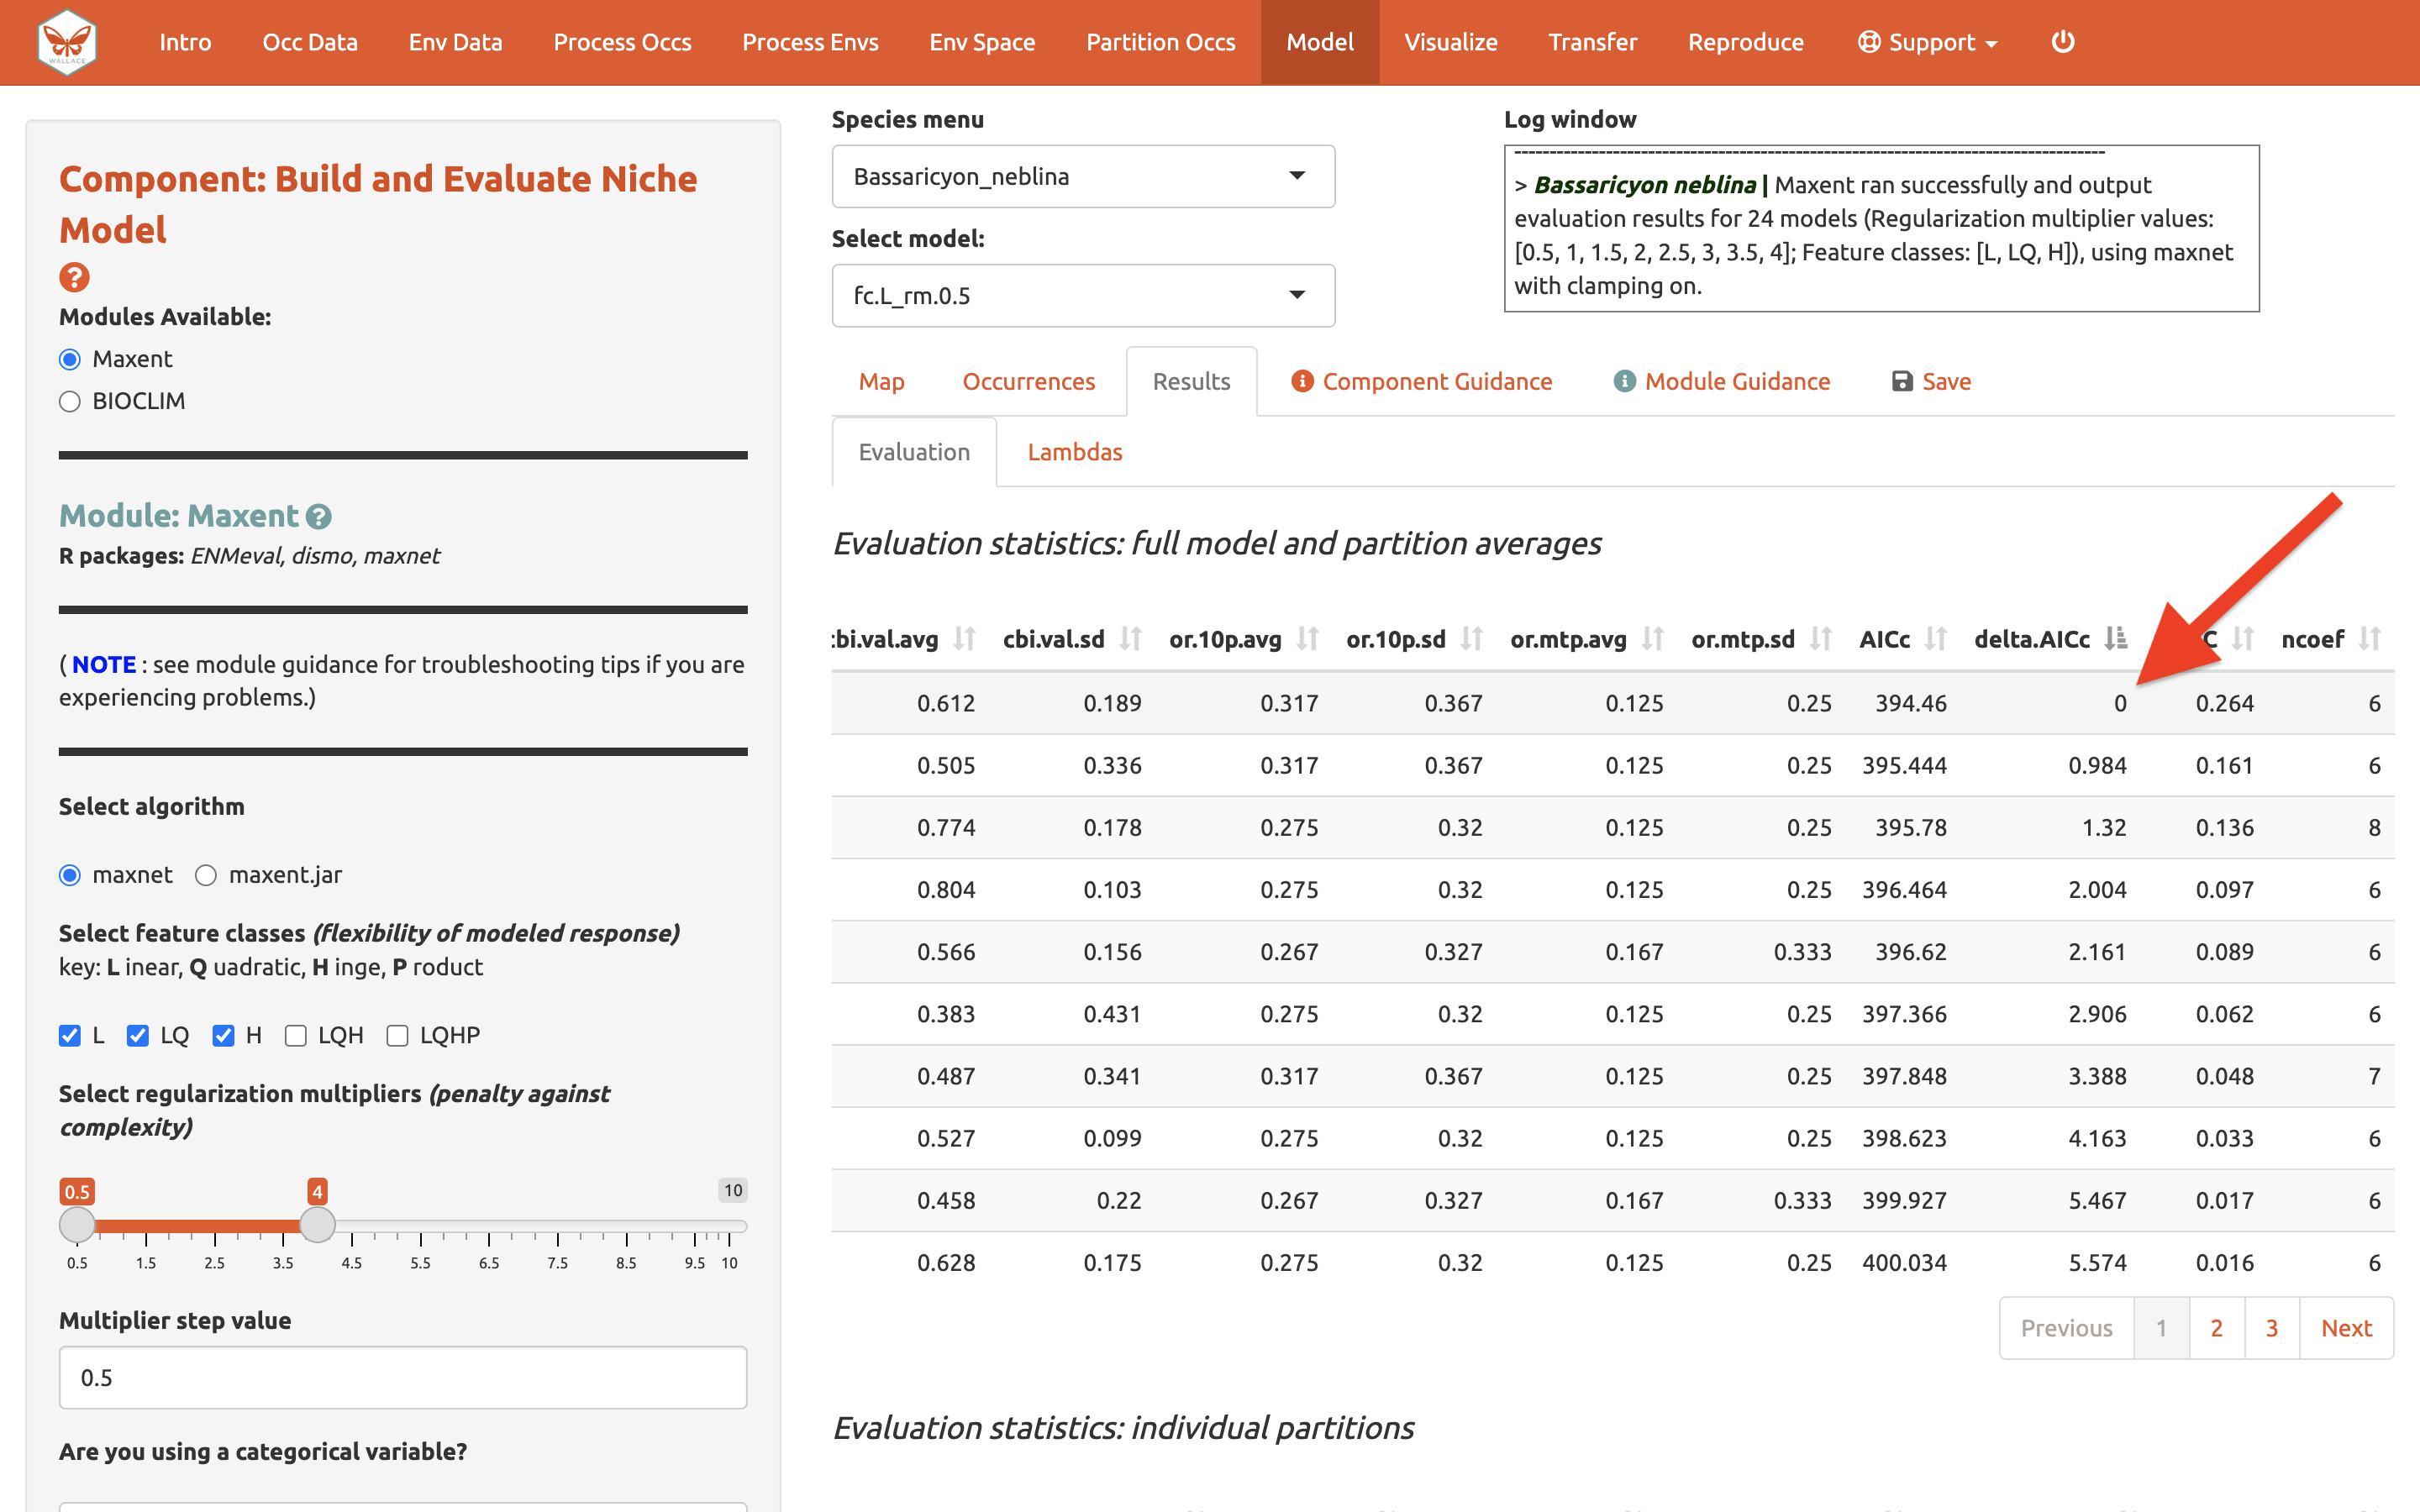 WALLACE
Intro Occ Data Env Data Process Occs Process Envs Env Space Partition Occs Model Visualize Transfer Reproduce Support
Component: Build and Evaluate Niche
Model
Modules Available:
Maxent
BIOCLIM
Module: Maxent
R packages: ENMeval, dismo, maxnet
( NOTE : see module guidance for troubleshooting tips if you are
experiencing problems.)
Select algorithm
maxnet maxent.jar
Select feature classes (flexibility of modeled response)
key: L inear, Q uadratic, H inge, P roduct
L LQ H LQH LQHP
Select regularization multipliers (penalty against
complexity)
0.5 4 10
0.5 1.5 2.5 3.5 4.5 5.5 6.5 7.5 8.5 9.5 10
Multiplier step value
0.5
Are you using a categorical variable?
Species menu
Bassaricyon_neblina
Select model:
fc.L_rm.0.5
Log window
> Bassaricyon neblina | Maxent ran successfully and output
evaluation results for 24 models (Regularization multiplier values:
[0.5, 1, 1.5, 2, 2.5, 3, 3.5, 4]; Feature classes: [L, LQ, H]), using maxnet
with clamping on.
Map Occurrences Results Component Guidance Module Guidance Save
Evaluation Lambdas
Evaluation statistics: full model and partition averages
cbi.val.sd or.10p.avg or.10p.sd or.mtp.avg or.mtp.sd AICc delta.AICc ncoef
0.612 0.189 0.317 0.367 0.125 0.25 394.46 0 0.264 6
0.505 0.336 0.317 0.367 0.125 0.25 395.444 0.984 0.161 6
0.774 0.178 0.275 0.32 0.125 0.25 395.78 1.32 0.136 8
0.804 0.103 0.275 0.32 0.125 0.25 396.464 2.004 0.097 6
0.566 0.156 0.267 0.327 0.167 0.333 396.62 2.161 0.089 6
0.383 0.431 0.275 0.32 0.125 0.25 397.366 2.906 0.062 6
0.487 0.341 0.317 0.367 0.125 0.25 397.848 3.388 0.048 7
0.527 0.099 0.275 0.32 0.125 0.25 398.623 4.163 0.033 6
0.458 0.22 0.267 0.327 0.167 0.333 399.927 5.467 0.017 6
0.628 0.175 0.275 0.32 0.125 0.25 400.034 5.574 0.016 6
Previous 1 2 3 Next
Evaluation statistics: individual partitions